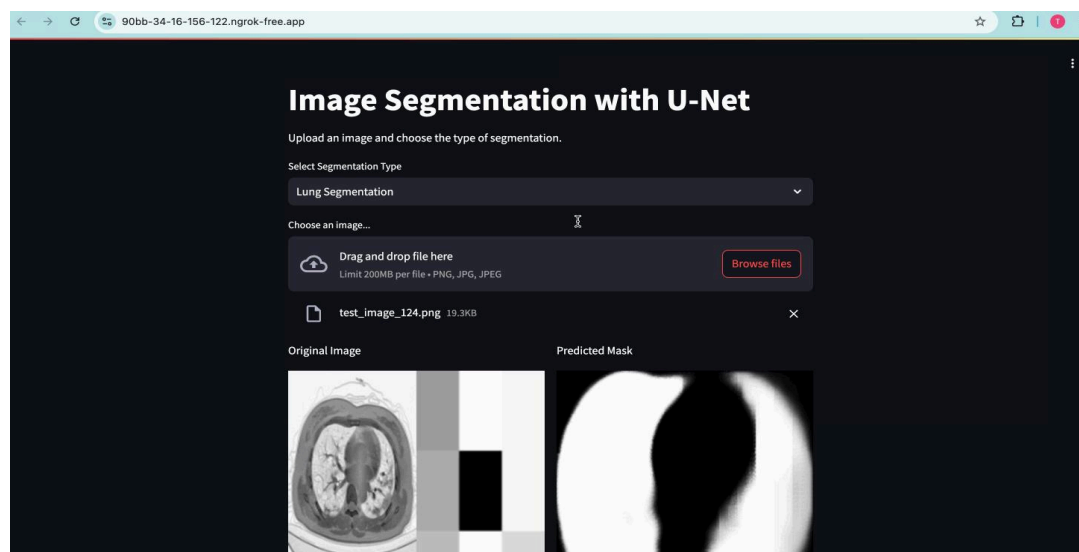 90bb-34-16-156-122.ngrok-free.app
T
Image Segmentation with U-Net
Upload an image and choose the type of segmentation.
Select Segmentation Type
Lung Segmentation
Choose an image...
Drag and drop file here
Limit 200MB per file • PNG, JPG, JPEG
Browse files
test_image_124.png 19.3KB
Original Image Predicted Mask